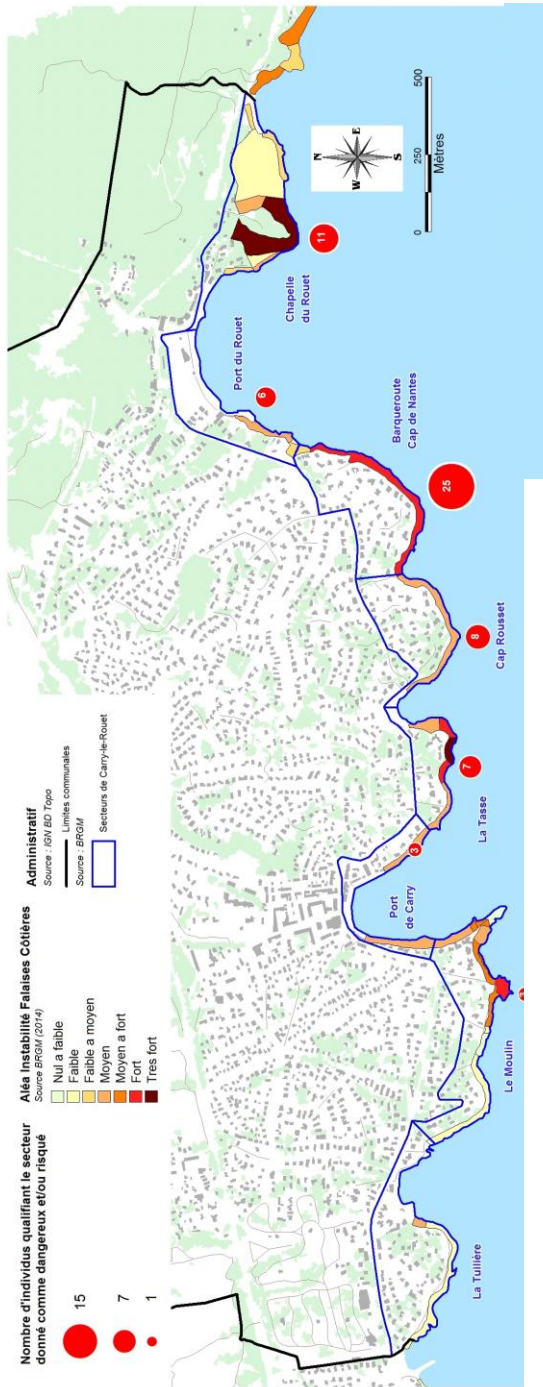 Nombre d'individus qualifiant le secteur
donné comme dangereux et/ou risqué
15
7
1
Aléa Instabilité Falaises Côtières
Source BRGM (2014)
Nul a faible
Faible
Faible a moyen
Moyen
Moyen a fort
Fort
Tres fort
Administratif
Source : IGN BD Topo
Limites communales
Source : BRGM
Secteurs de Carry-le-Rouet
La Tuilière
Le Moulin
Port
de Carry
3
La Tasse
7
Cap Rousset
8
Barqueroute
Cap de Nantes
25
Port du Rouet
6
Chapelle
du Rouet
11
N
E
S
W
0
250
500
Mètres